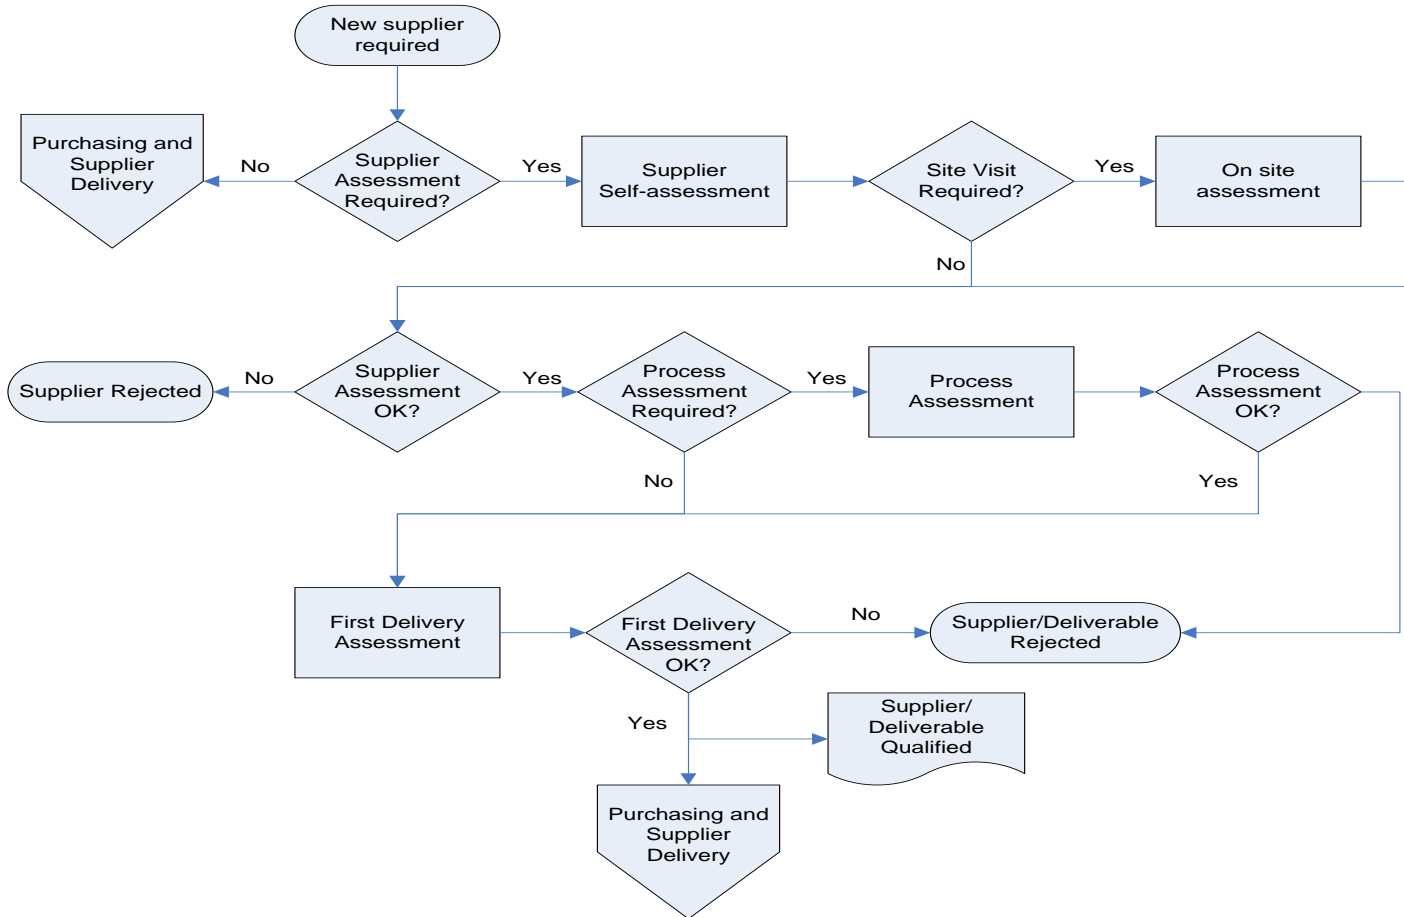 New supplier
required
Purchasing and
Supplier
Delivery
No
Supplier
Assessment
Required?
Yes
Supplier
Self-assessment
Site Visit
Required?
Yes
On site
assessment
No
Supplier Rejected
No
Supplier
Assessment
OK?
Yes
Process
Assessment
Required?
Yes
Process
Assessment
Process
Assessment
OK?
No
Yes
First Delivery
Assessment
First Delivery
Assessment
OK?
No
Supplier/Deliverable
Rejected
Yes
Supplier/
Deliverable
Qualified
Purchasing and
Supplier
Delivery